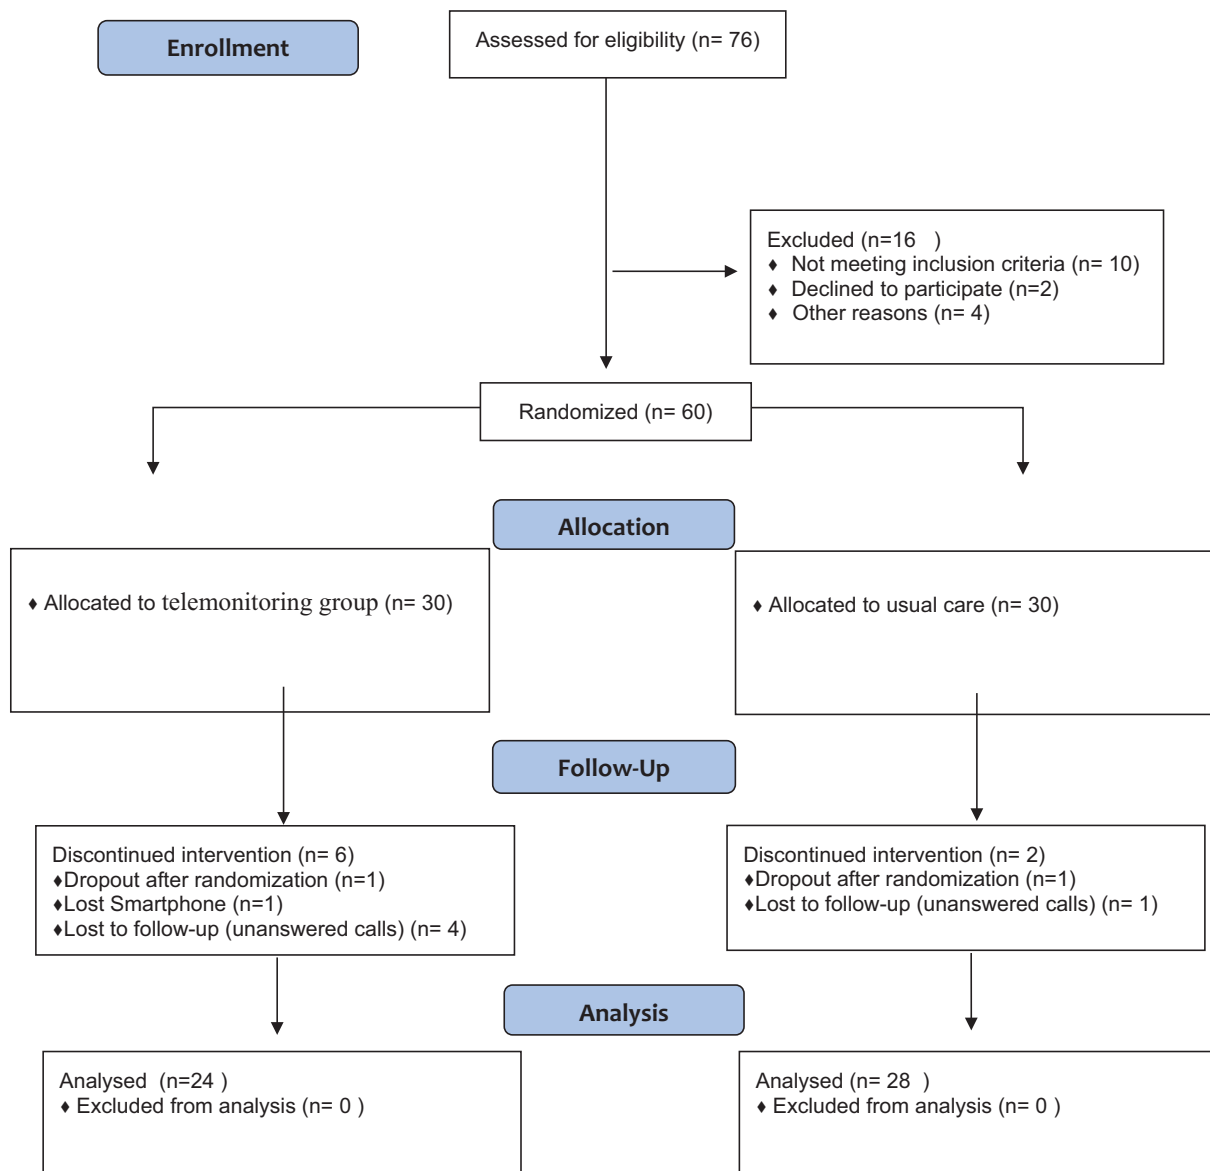 Enrollment
Assessed for eligibility (n= 76)
Excluded (n=16 )
♦ Not meeting inclusion criteria (n= 10)
♦ Declined to participate (n=2)
♦ Other reasons (n= 4)
Randomized (n= 60)
Allocation
♦ Allocated to telemonitoring group (n= 30)
♦ Allocated to usual care (n= 30)
Follow-Up
Discontinued intervention (n= 6)
♦Dropout after randomization (n=1)
♦Lost Smartphone (n=1)
♦Lost to follow-up (unanswered calls) (n= 4)
Discontinued intervention (n= 2)
♦Dropout after randomization (n=1)
♦Lost to follow-up (unanswered calls) (n= 1)
Analysis
Analysed (n=24 )
♦ Excluded from analysis (n= 0 )
Analysed (n= 28 )
♦ Excluded from analysis (n= 0 )